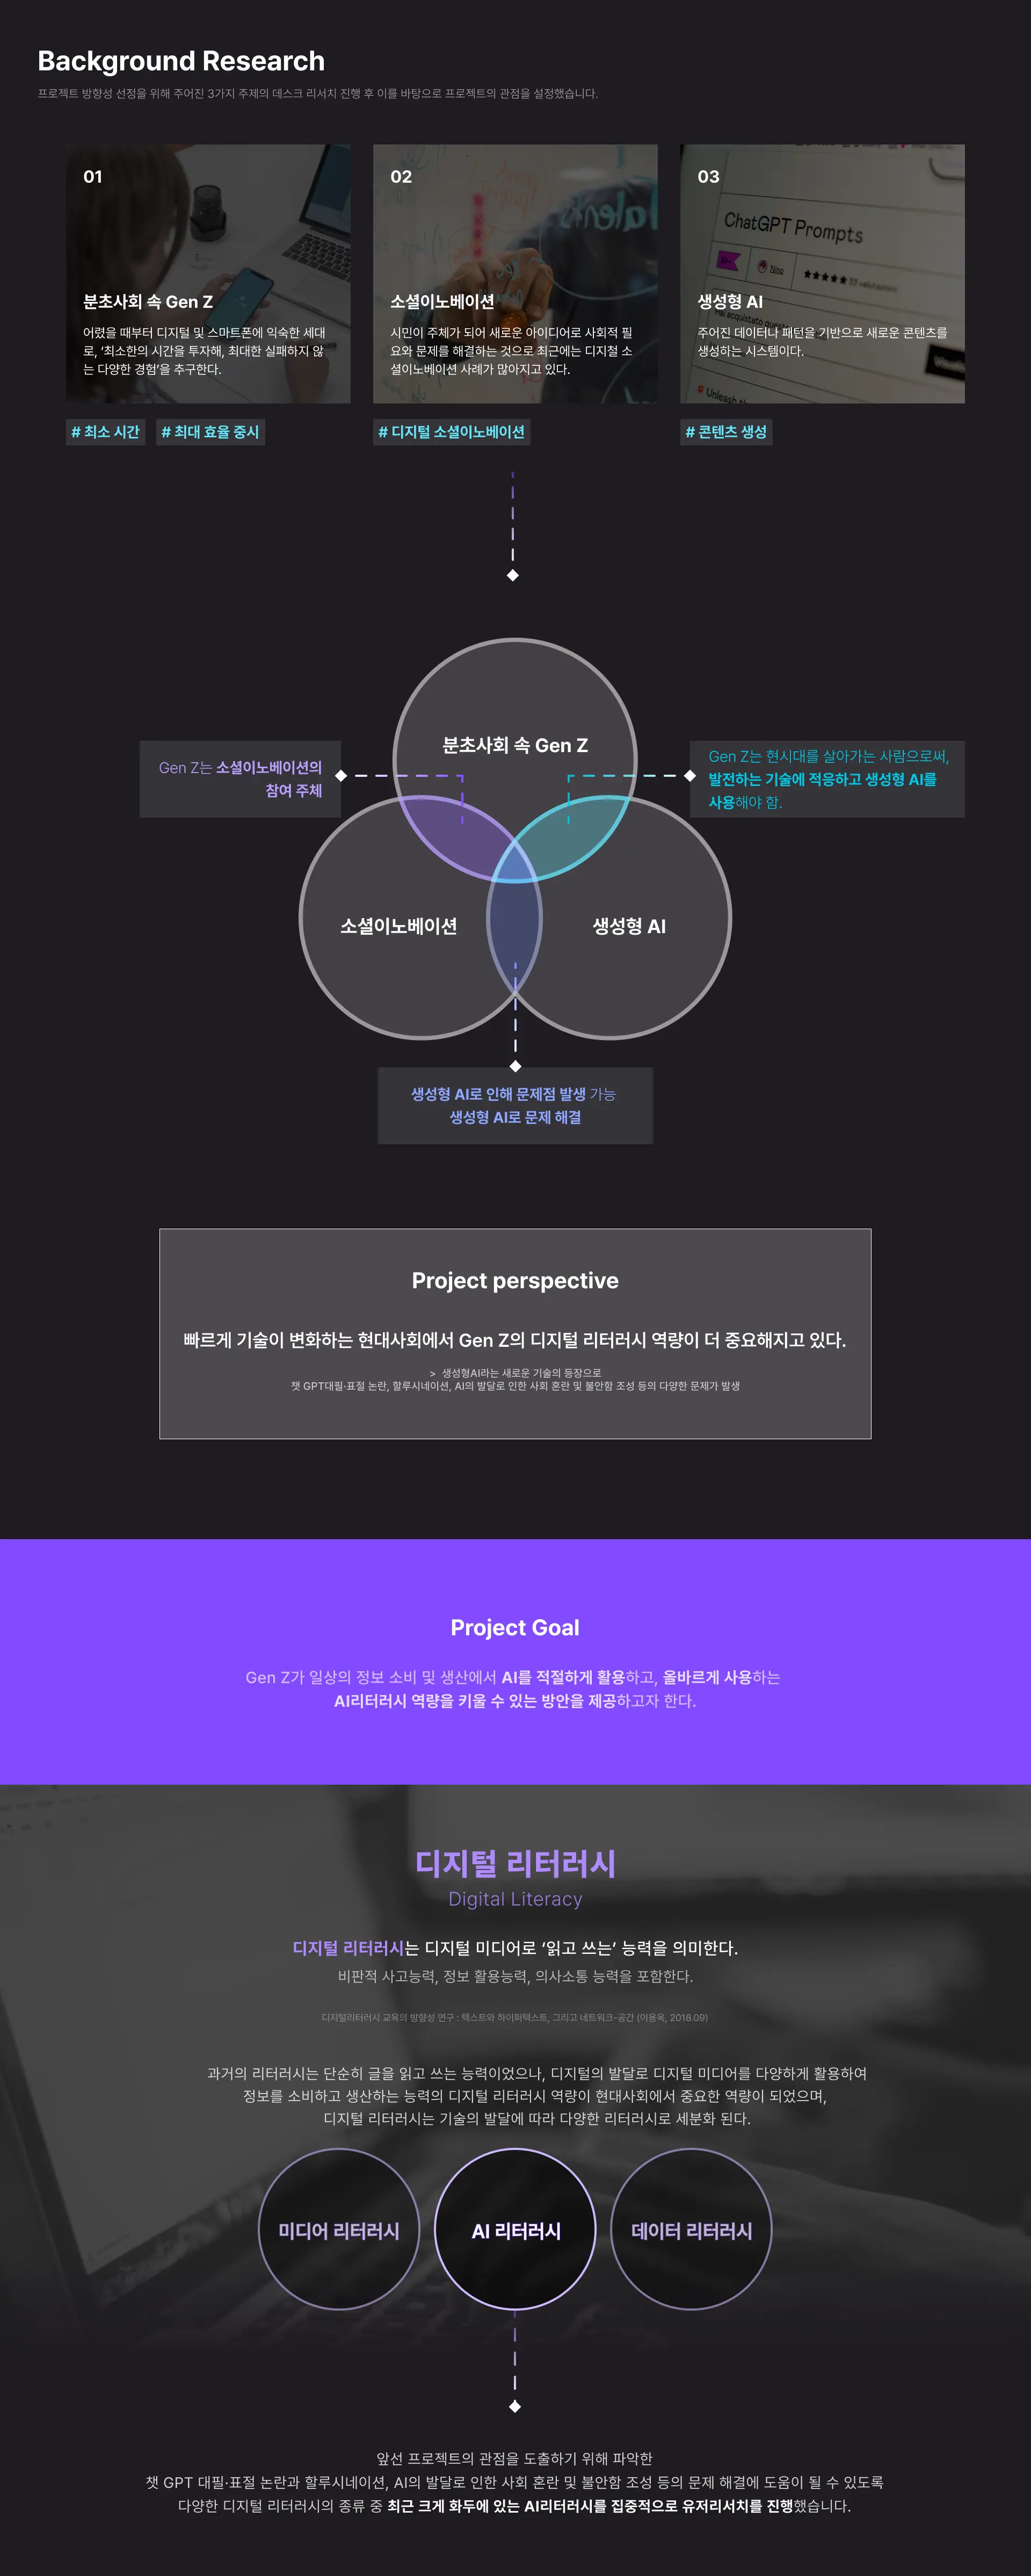 Background Research
프로젝트 방향성 선정을 위해 주어진 3가지 주제의 데스크 리서치 진행 후 이를 바탕으로 프로젝트의 관점을 설정했습니다.
01
분초사회 속 Gen Z
어렸을 때부터 디지털 및 스마트폰에 익숙한 세대
로, ‘최소한의 시간을 투자해, 최대한 실패하지 않
는 다양한 경험’을 추구한다.
# 최소 시간
# 최대 효율 중시
02
talents
소셜이노베이션
시민이 주체가 되어 새로운 아이디어로 사회적 필
요와 문제를 해결하는 것으로 최근에는 디지철 소
셜이노베이션 사례가 많아지고 있다.
# 디지털 소셜이노베이션
03
ChatGPT Prompts
Nico
생성형 AI
주어진 데이터나 패턴을 기반으로 새로운 콘텐츠를
생성하는 시스템이다.
Unleash
# 콘텐츠 생성
분초사회 속 Gen Z
Gen Z는 소셜이노베이션의
참여 주체
Gen Z는 현시대를 살아가는 사람으로써,
발전하는 기술에 적응하고 생성형 AI를
사용해야 함.
소셜이노베이션
생성형 AI
생성형 AI로 인해 문제점 발생 가능
생성형 AI로 문제 해결
Project perspective
빠르게 기술이 변화하는 현대사회에서 Gen Z의 디지털 리터러시 역량이 더 중요해지고 있다.
> 생성형AI라는 새로운 기술의 등장으로
챗 GPT대필·표절 논란, 할루시네이션, AI의 발달로 인한 사회 혼란 및 불안함 조성 등의 다양한 문제가 발생
Project Goal
Gen Z가 일상의 정보 소비 및 생산에서 AI를 적절하게 활용하고, 올바르게 사용하는
AI리터러시 역량을 키울 수 있는 방안을 제공하고자 한다.
디지털 리터러시
Digital Literacy
디지털 리터러시는 디지털 미디어로 ‘읽고 쓰는’ 능력을 의미한다.
비판적 사고능력, 정보 활용능력, 의사소통 능력을 포함한다.
디지털리터러시 교육의 방향성 연구 : 텍스트와 하이퍼텍스트, 그리고 네트워크-공간 (이용욱, 2018.09)
과거의 리터러시는 단순히 글을 읽고 쓰는 능력이었으나, 디지털의 발달로 디지털 미디어를 다양하게 활용하여
정보를 소비하고 생산하는 능력의 디지털 리터러시 역량이 현대사회에서 중요한 역량이 되었으며,
디지털 리터러시는 기술의 발달에 따라 다양한 리터러시로 세분화 된다.
미디어 리터러시
AI 리터러시
데이터 리터러시
앞선 프로젝트의 관점을 도출하기 위해 파악한
챗 GPT 대필·표절 논란과 할루시네이션, AI의 발달로 인한 사회 혼란 및 불안함 조성 등의 문제 해결에 도움이 될 수 있도록
다양한 디지털 리터러시의 종류 중 최근 크게 화두에 있는 AI리터러시를 집중적으로 유저리서치를 진행했습니다.